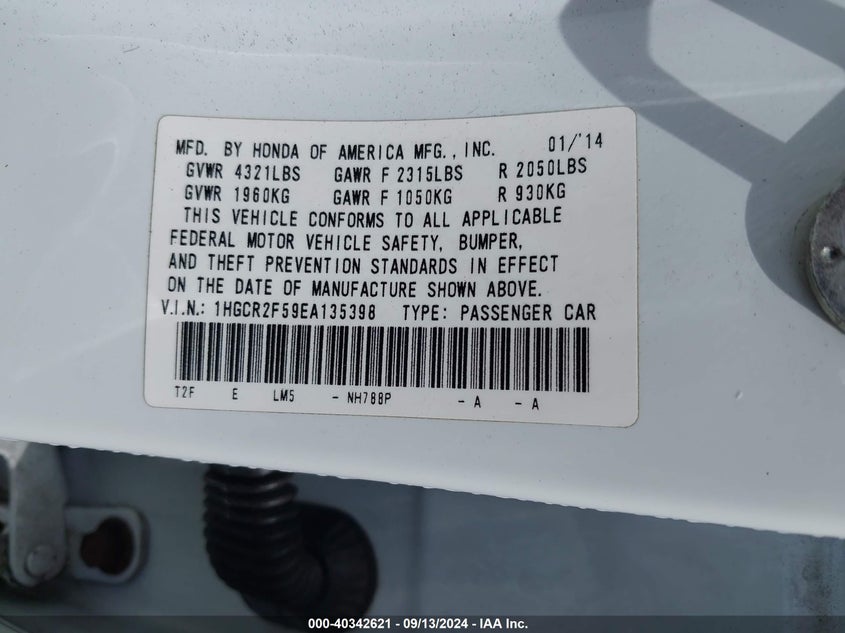 MFD. BY HONDA OF AMERICA MFG., INC. 01/'14
GVWR 4321LBS GAWR F 2315LBS R 2050LBS
GVWR 1960KG GAWR F 1050KG R 930KG
THIS VEHICLE CONFORMS TO ALL APPLICABLE
FEDERAL MOTOR VEHICLE SAFETY, BUMPER,
AND THEFT PREVENTION STANDARDS IN EFFECT
ON THE DATE OF MANUFACTURE SHOWN ABOVE.
V.I.N.: 1HGCR2F59EA135398 TYPE: PASSENGER CAR
T2F E LM5 - NH788P - A - A
000-40342621 - 09/13/2024 - IAA Inc.